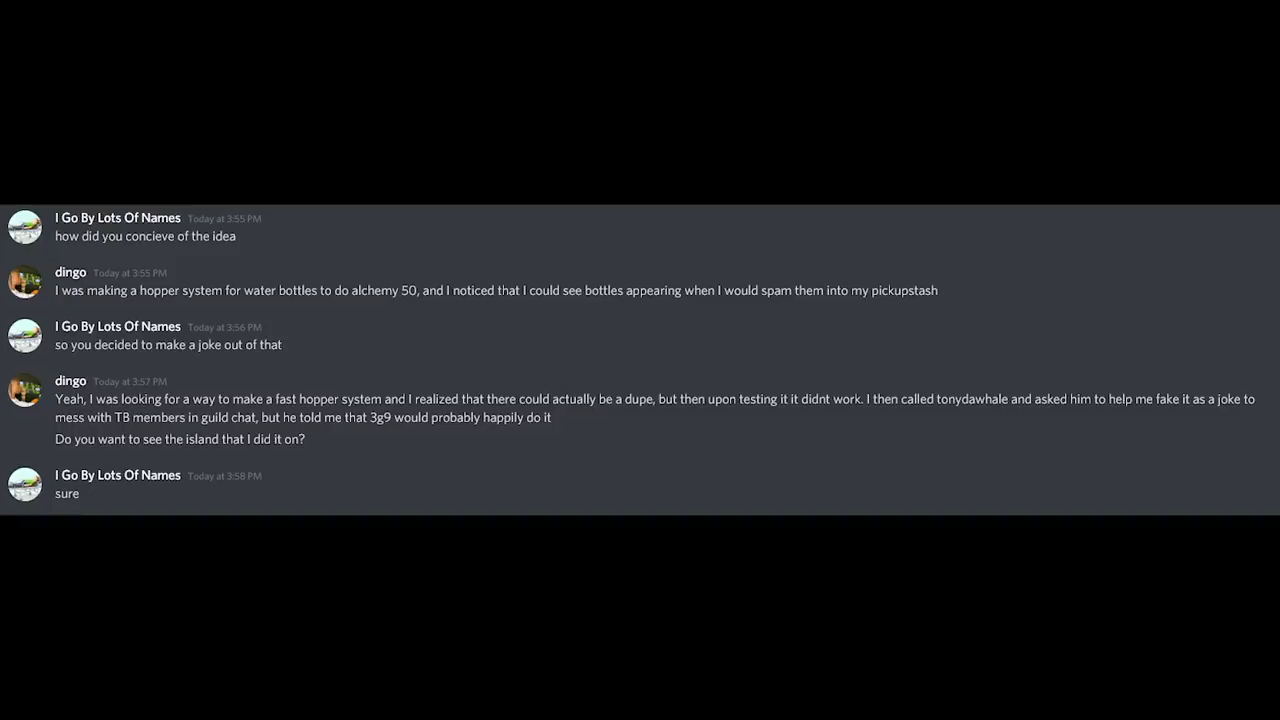 I Go By Lots Of Names Today at 3:55 PM
how did you concieve of the idea
dingo Today at 3:55 PM
I was making a hopper system for water bottles to do alchemy 50, and I noticed that I could see bottles appearing when I would spam them into my pickupstash
I Go By Lots Of Names Today at 3:56 PM
so you decided to make a joke out of that
dingo Today at 3:57 PM
Yeah, I was looking for a way to make a fast hopper system and I realized that there could actually be a dupe, but then upon testing it it didnt work. I then called tonydawhale and asked him to help me fake it as a joke to
mess with TB members in guild chat, but he told me that 3g9 would probably happily do it
Do you want to see the island that I did it on?
I Go By Lots Of Names Today at 3:58 PM
sure